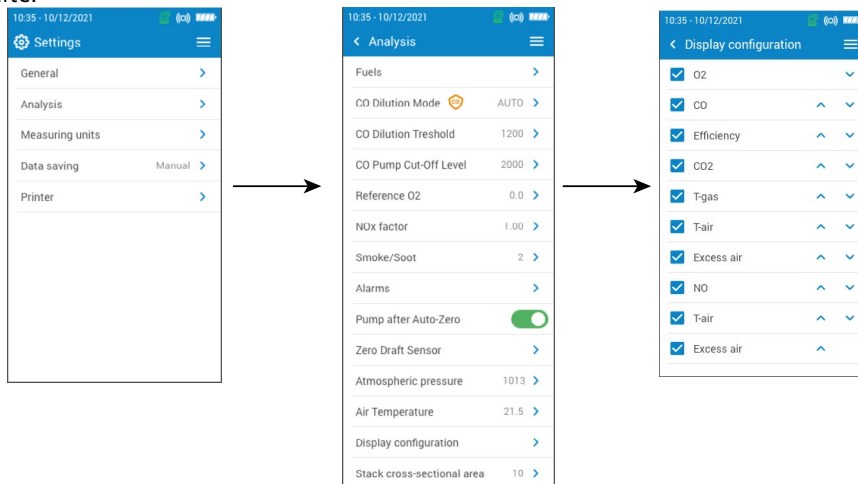 10:35 - 10/12/2021
Settings
General
Analysis
Measuring units
Data saving Manual
Printer
10:35 - 10/12/2021
Analysis
Fuels
CO Dilution Mode CO AUTO
CO Dilution Treshold 1200
CO Pump Cut-Off Level 2000
Reference O2 0.0
NOx factor 1.00
Smoke/Soot 2
Alarms
Pump after Auto-Zero
Zero Draft Sensor
Atmospheric pressure 1013
Air Temperature 21.5
Display configuration
Stack cross-sectional area 10
10:35 - 10/12/2021
Display configuration
O2
CO
Efficiency
CO2
T-gas
T-air
Excess air
NO
T-air
Excess air